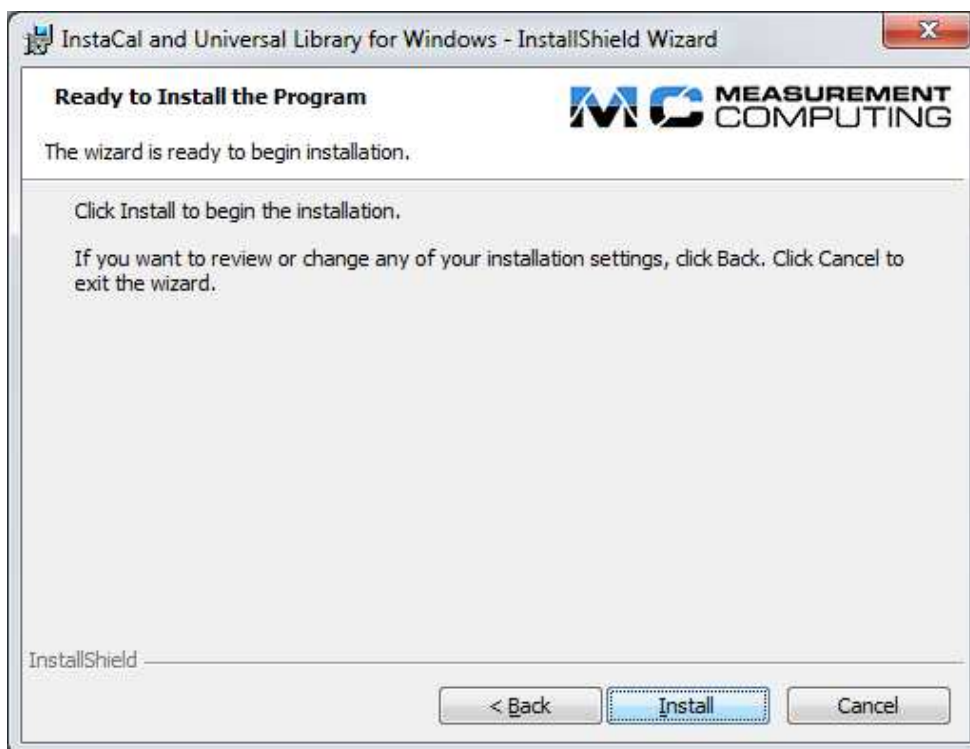 InstaCal and Universal Library for Windows - InstallShield Wizard
Ready to Install the Program
MEASUREMENT
COMPUTING
The wizard is ready to begin installation.
Click Install to begin the installation.
If you want to review or change any of your installation settings, click Back. Click Cancel to
exit the wizard.
InstallShield
< Back
Install
Cancel